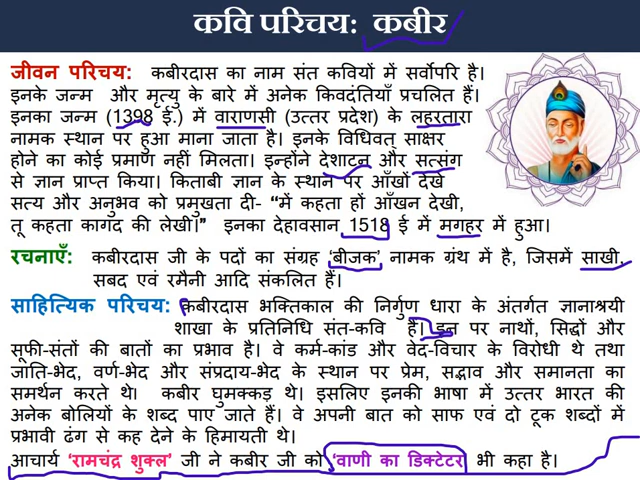 कवि परिचय: कबीर
जीवन परिचय: कबीरदास का नाम संत कवियों में सर्वोपरि है।
इनके जन्म और मृत्यु के बारे में अनेक किवदंतियाँ प्रचलित हैं।
इनका जन्म (1398 ई.) में वाराणसी (उत्तर प्रदेश) के लहरतारा
नामक स्थान पर हुआ माना जाता है। इनके विधिवत् साक्षर
होने का कोई प्रमाण नहीं मिलता। इन्होंने देशाटन और सत्संग
से ज्ञान प्राप्त किया। किताबी ज्ञान के स्थान पर आँखों देखे
सत्य और अनुभव को प्रमुखता दी- “में कहता हों आँखन देखी,
तू कहता कागद की लेखी।” इनका देहावसान 1518 ई में मगहर में हुआ।
रचनाएँ: कबीरदास जी के पदों का संग्रह ‘बीजक’ नामक ग्रंथ में है, जिसमें साखी,
सबद एवं रमैनी आदि संकलित हैं।
साहित्यिक परिचय: कबीरदास भक्तिकाल की निर्गुण धारा के अंतर्गत ज्ञानाश्रयी
शाखा के प्रतिनिधि संत-कवि हैं। इन पर नाथों, सिद्धों और
सूफी-संतों की बातों का प्रभाव है। वे कर्म-कांड और वेद-विचार के विरोधी थे तथा
जाति-भेद, वर्ण-भेद और संप्रदाय-भेद के स्थान पर प्रेम, सद्भाव और समानता का
समर्थन करते थे। कबीर घुमक्कड़ थे। इसलिए इनकी भाषा में उत्तर भारत की
अनेक बोलियों के शब्द पाए जाते हैं। वे अपनी बात को साफ एवं दो टूक शब्दों में
प्रभावी ढंग से कह देने के हिमायती थे।
आचार्य ‘रामचंद्र शुक्ल’ जी ने कबीर जी को ‘वाणी का डिक्टेटर’ भी कहा है।